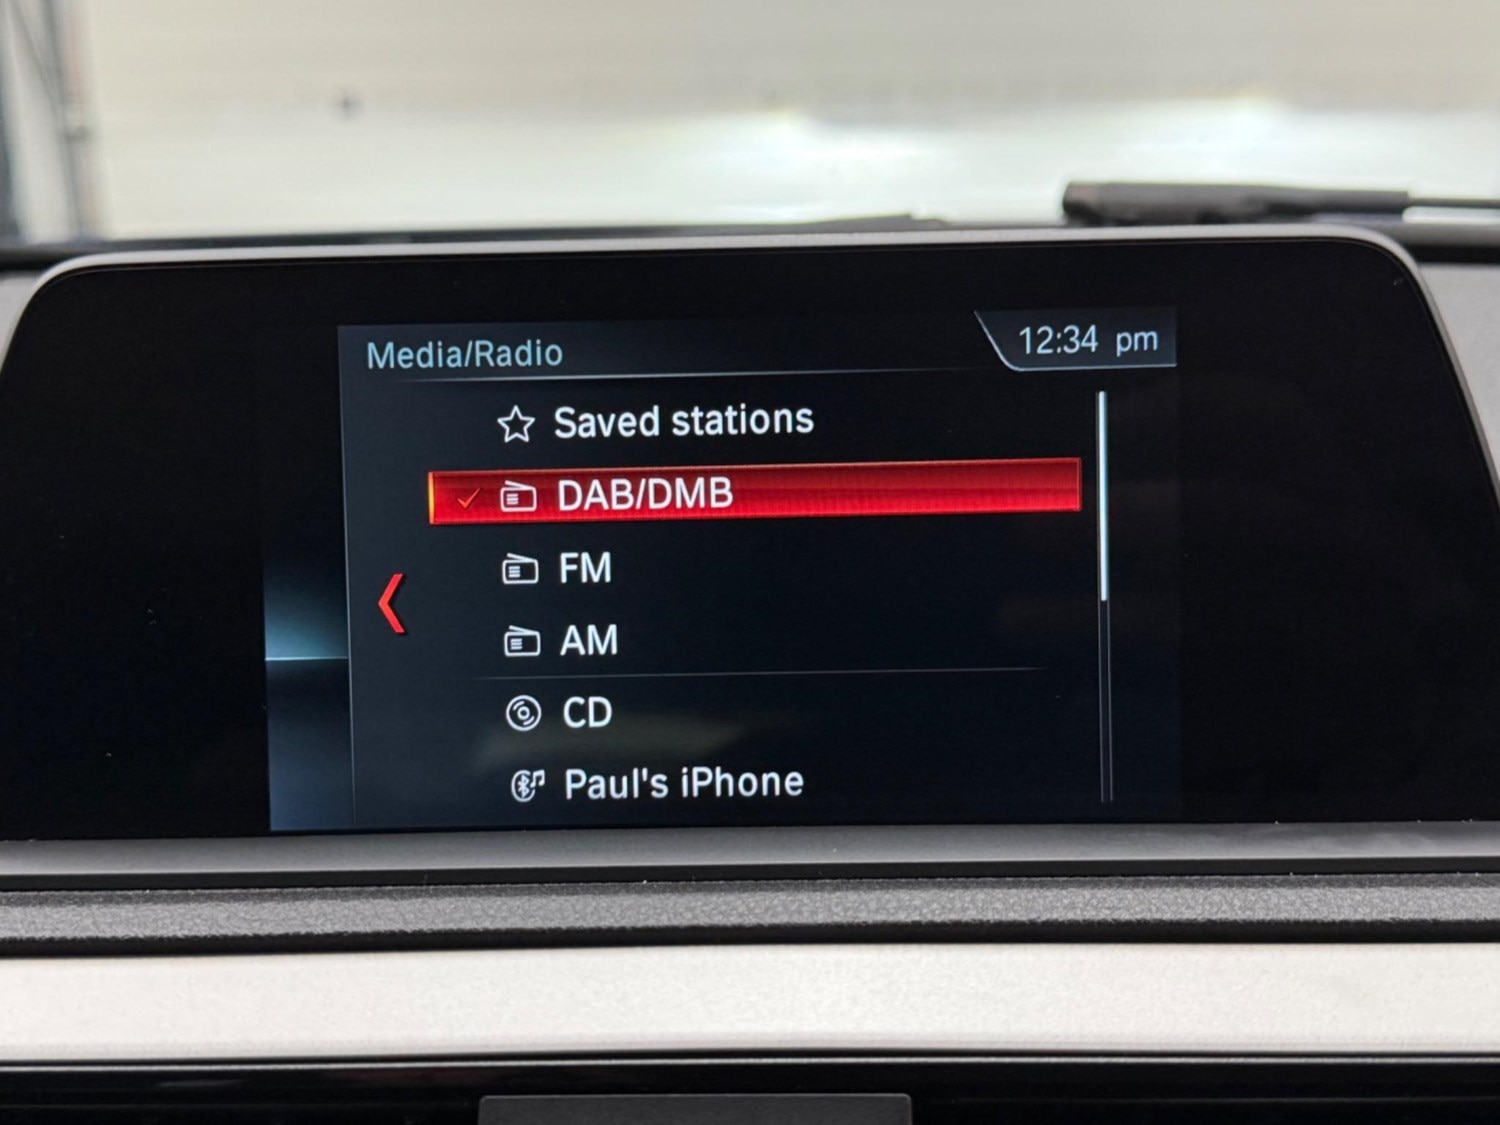 Media/Radio
12:34 pm
Saved stations
DAB/DMB
FM
AM
CD
Paul's iPhone